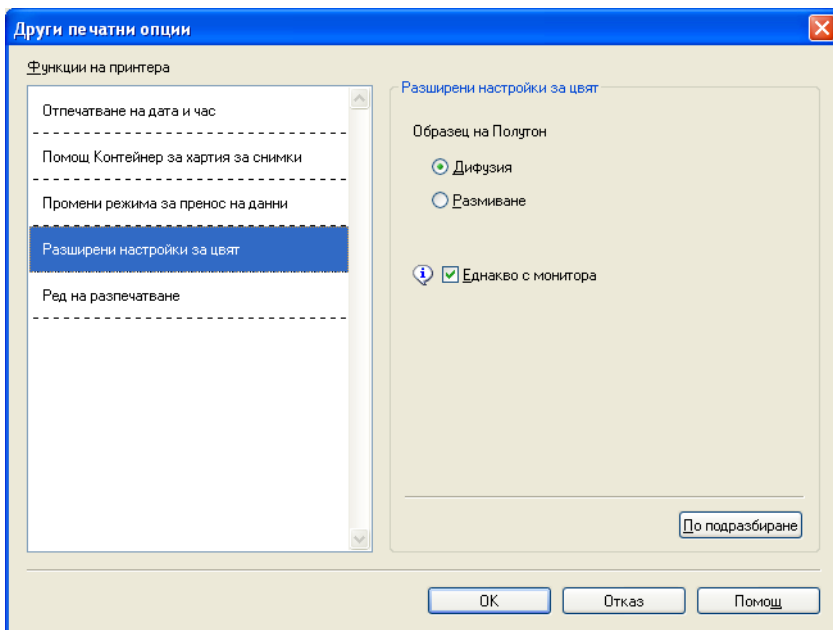 Други печатни опции
Функции на принтера
Отпечатване на дата и час
Помощ Контейнер за хартия за снимки
Промени режима за пренос на данни
Разширени настройки за цвят
Ред на разпечатване
Разширени настройки за цвят
Образец на Полутон
Дифузия
Размиване
Еднакво с монитора
По подразбиране
OK
Отказ
Помощ